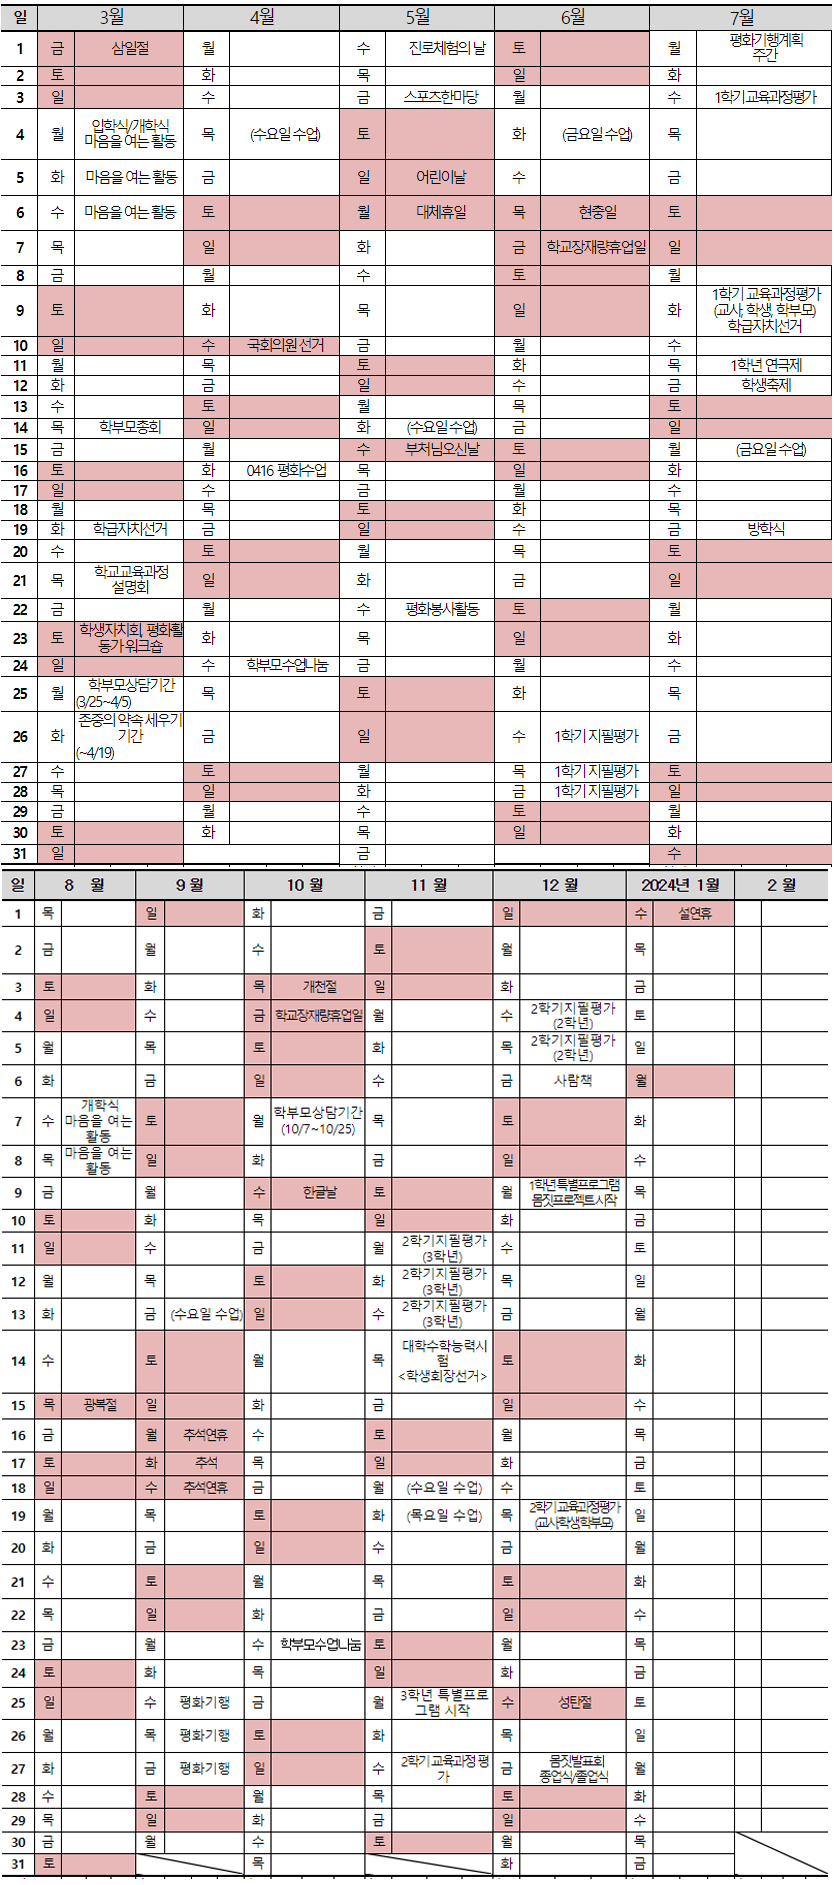 일 3월 4월 5월 6월 7월
1 금 삼일절 월 수 진로체험의 날 토 월 평화기행계획
주간
2 토 화 목 일 화
3 일 수 금 스포츠한마당 월 수 1학기교육과정평가
4 월 입학식/개학식
마음을 여는 활동 목 (수요일 수업) 토 화 (금요일 수업) 목
5 화 마음을 여는 활동 금 일 어린이날 수 금
6 수 마음을 여는 활동 토 월 대체휴일 목 현충일 토
7 목 일 화 금 학교장재량휴업일 일
8 금 월 수 토 월
9 토 화 목 일 화 1학기 교육과정평가
(교사, 학생, 학부모)
학급자치선거
10 일 수 국회의원 선거 금 월 수
11 월 목 토 화 목 1학년 연극제
12 화 금 일 수 금 학생축제
13 수 토 월 목 토
14 목 학부모총회 일 화 (수요일 수업) 금 일
15 금 월 수 부처님오신날 토 월 (금요일 수업)
16 토 화 0416 평화수업 목 일 화
17 일 수 금 월 수
18 월 목 토 화 목
19 화 학급자치선거 금 일 수 금 방학식
20 수 토 월 목 토
21 목 학교교육과정
설명회 일 화 금 일
22 금 월 수 평화봉사활동 토 월
23 토 학생자치회, 평화활
동가 워크숍 화 목 일 화
24 일 수 학부모수업나눔 금 월 수
25 월 학부모상담기간
(3/25~4/5) 목 토 화 목
26 화 존중의 약속 세우기
기간
(~4/19) 금 일 수 1학기 지필평가 금
27 수 토 월 목 1학기 지필평가 토
28 목 일 화 금 1학기 지필평가 일
29 금 월 수 토 월
30 토 화 목 일 화
31 일 금 수
일 8 월 9월 10 월 11 월 12 월 2024년 1월 2 월
1 목 일 화 금 일 수 설연휴
2 금 월 수 토 월 목
3 토 화 목 개천절 일 화 금
4 일 수 금 학교장재량휴업일 월 수 2학기지필평가
(2학년) 토
5 월 목 토 화 목 2학기지필평가
(2학년) 일
6 화 금 일 수 금 사람책 월
7 수 개학식
마음을 여는
활동 토 월 학부모상담기간
(10/7~10/25) 목 토 화
8 목 마음을 여는
활동 일 화 금 일 수
9 금 월 수 한글날 토 월 1학년특별프로그램
몸짓프로젝트시작 목
10 토 화 목 일 화 금
11 일 수 금 월 2학기지필평가
(3학년) 수 토
12 월 목 토 화 2학기지필평가
(3학년) 목 일
13 화 금 (수요일 수업) 일 수 2학기지필평가
(3학년) 금 월
14 수 토 월 목 대학수학능력시
험
<학생회장선거> 토 화
15 목 광복절 일 화 금 일 수
16 금 월 추석연휴 수 토 월 목
17 토 화 추석 목 일 화 금
18 일 수 추석연휴 금 월 (수요일 수업) 수 토
19 월 목 토 화 (목요일 수업) 목 2학기교육과정평가
(교사,학생,학부모) 일
20 화 금 일 수 금 월
21 수 토 월 목 토 화
22 목 일 화 금 일 수
23 금 월 수 학부모수업나눔 토 월 목
24 토 화 목 일 화 금
25 일 수 평화기행 금 월 3학년 특별프로
그램 시작 수 성탄절 토
26 월 목 평화기행 토 화 목 일
27 화 금 평화기행 일 수 2학기교육과정 평
가 금 몸짓발표회
종업식/졸업식 월
28 수 토 월 목 토 화
29 목 일 화 금 일 수
30 금 월 수 토 월 목
31 토 목 화 금